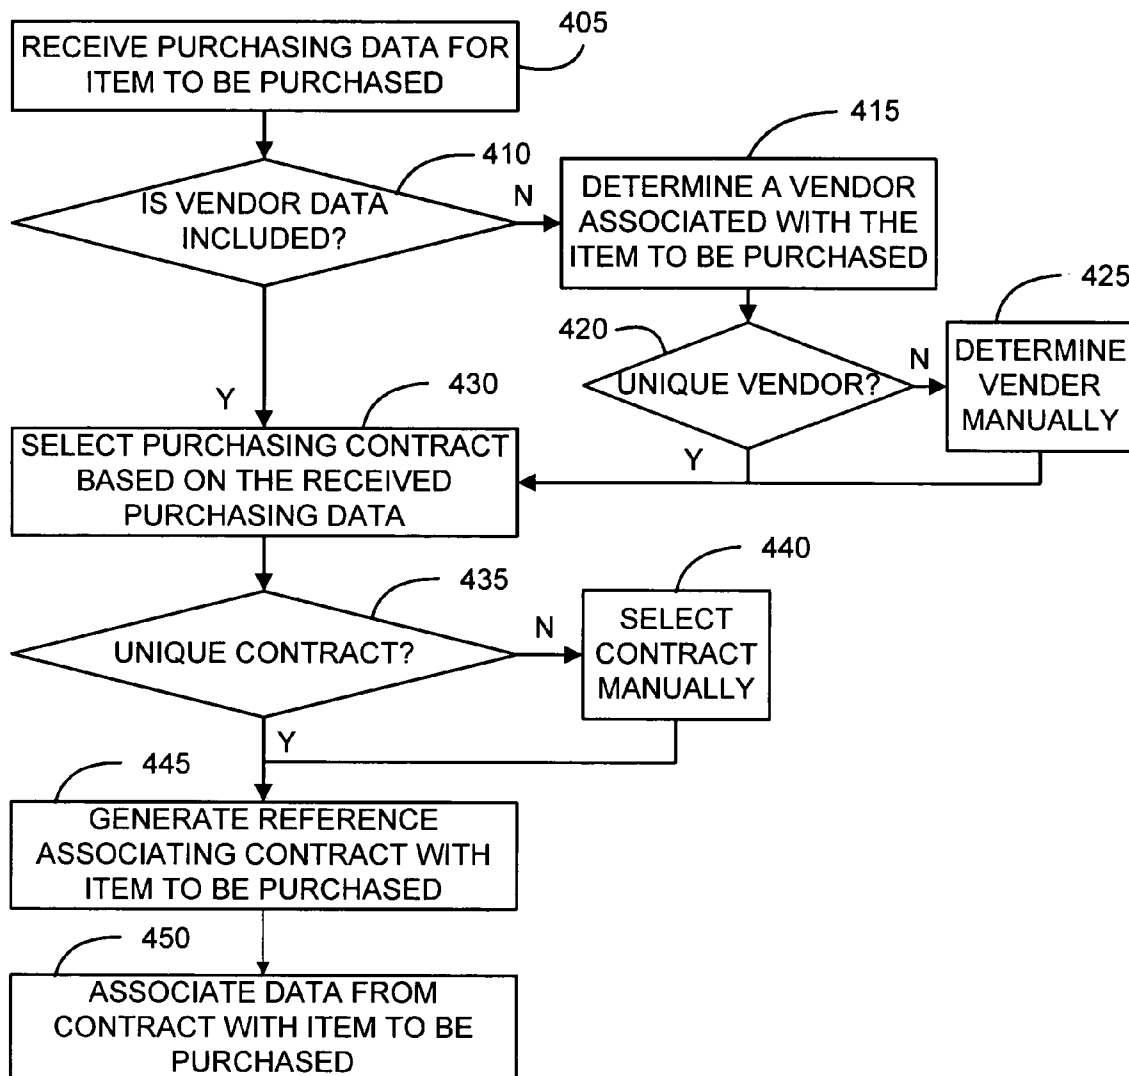 RECEIVE PURCHASING DATA FOR
ITEM TO BE PURCHASED
405
IS VENDOR DATA
INCLUDED?
410
N
Y
DETERMINE A VENDOR
ASSOCIATED WITH THE
ITEM TO BE PURCHASED
415
UNIQUE VENDOR?
420
N
Y
DETERMINE
VENDER
MANUALLY
425
SELECT PURCHASING CONTRACT
BASED ON THE RECEIVED
PURCHASING DATA
430
UNIQUE CONTRACT?
435
N
Y
SELECT
CONTRACT
MANUALLY
440
GENERATE REFERENCE
ASSOCIATING CONTRACT WITH
ITEM TO BE PURCHASED
445
ASSOCIATE DATA FROM
CONTRACT WITH ITEM TO BE
PURCHASED
450